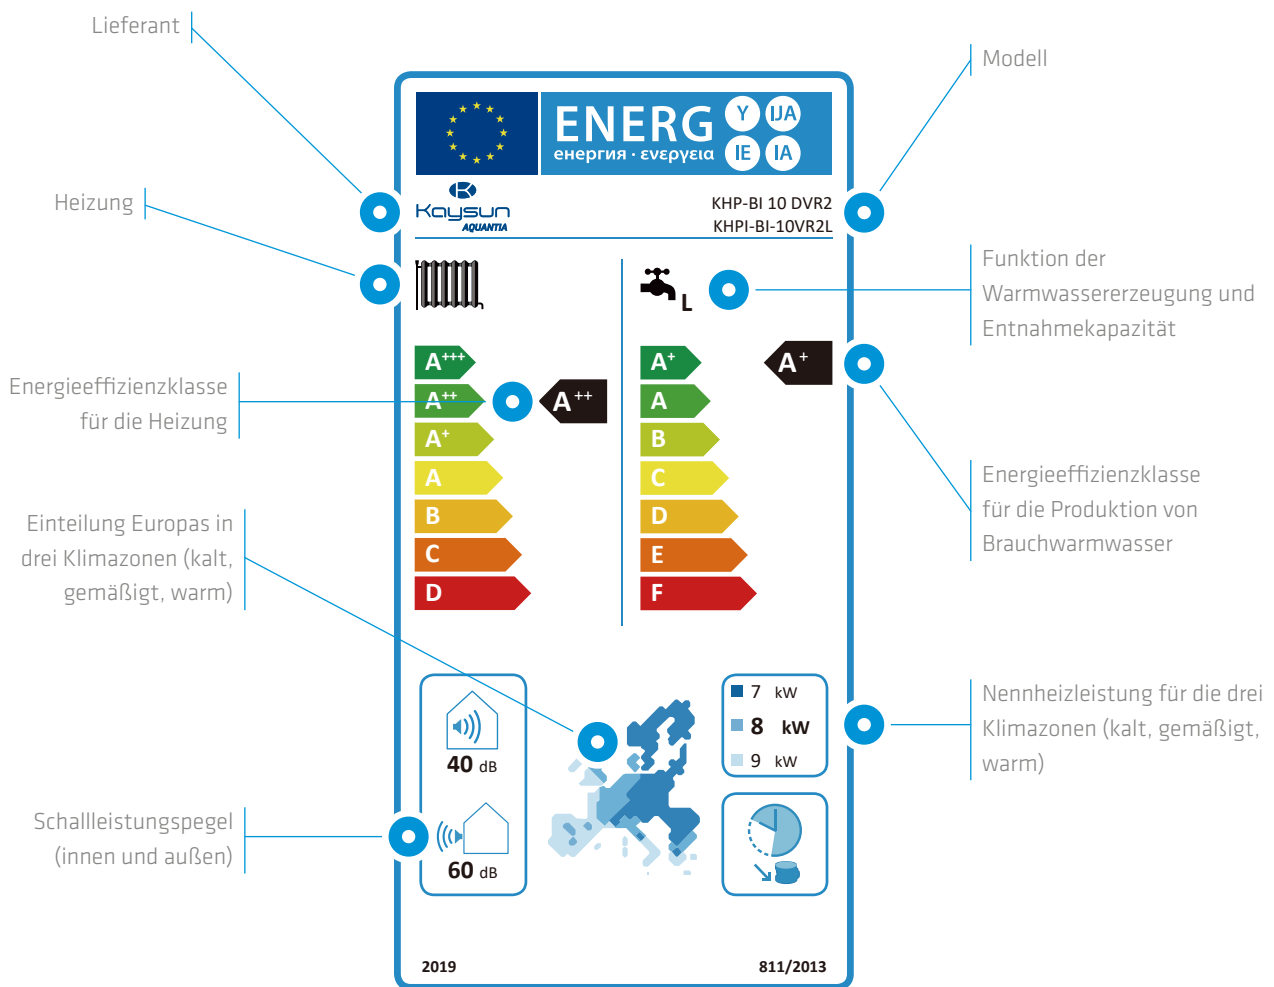 Lieferant
Modell
ENERG
енергия · ενεργεια
Y
IJA
IE
IA
Heizung
Kaysun
AQUANTIA
KHP-BI 10 DVR2
KHPI-BI-10VR2L
Funktion der
Warmwassererzeugung und
Entnahmekapazität
L
Energieeffizienzklasse
für die Heizung
A+++
A++
A+
A
B
C
D
A++
A+
A
B
C
D
E
F
A+
Energieeffizienzklasse
für die Produktion von
Brauchwarmwasser
Einteilung Europas in
drei Klimazonen (kalt,
gemäßigt, warm)
40 dB
60 dB
7 kW
8 kW
9 kW
Nennheizleistung für die drei
Klimazonen (kalt, gemäßigt,
warm)
Schallleistungspegel
(innen und außen)
2019
811/2013